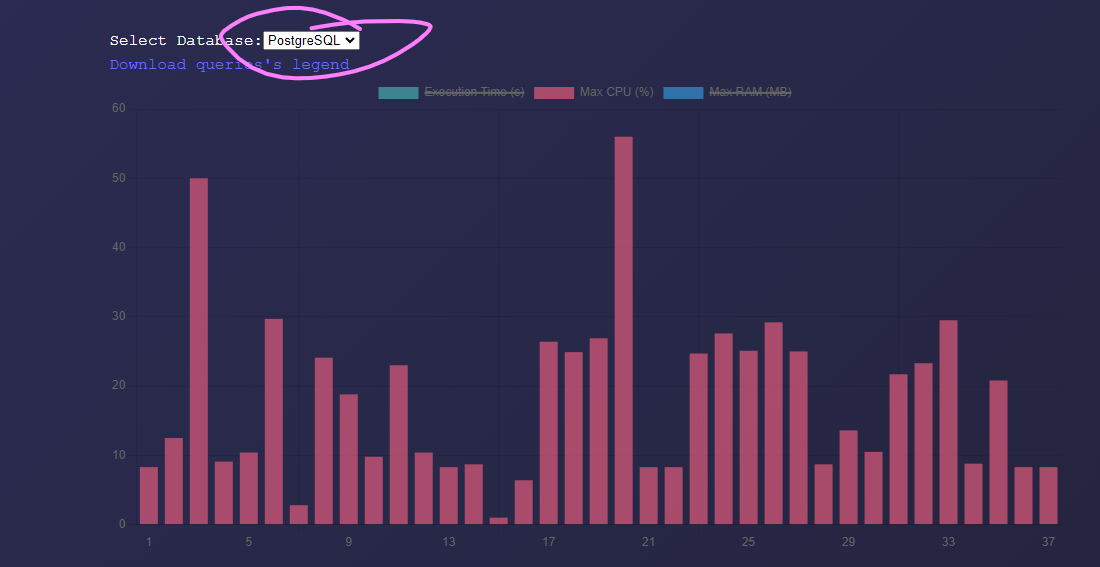 Select Database: PostgreSQL
Download queries's legend
Execution Time (s) Max CPU (%) Max RAM (MB)
60
50
40
30
20
10
0
1 5 9 13 17 21 25 29 33 37